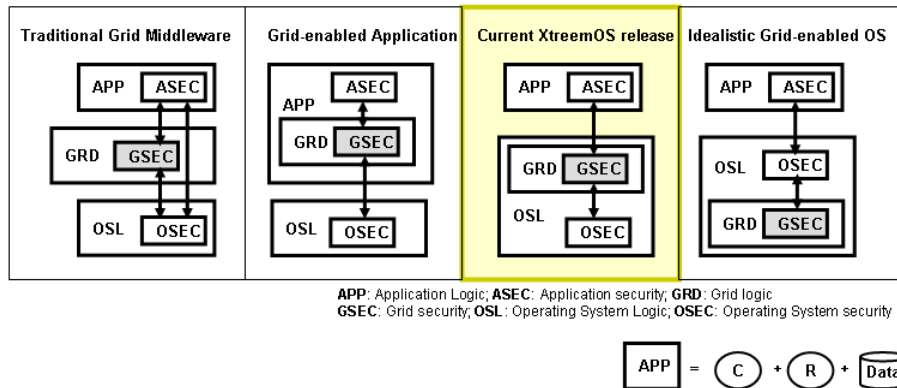 Traditional Grid Middleware
APP
ASEC
GRD
GSEC
OSL
OSEC
Grid-enabled Application
ASEC
APP
GRD
GSEC
OSL
OSEC
Current XtreemOS release
APP
ASEC
GRD
GSEC
OSL
OSEC
Idealistic Grid-enabled OS
APP
ASEC
OSL
OSEC
GRD
GSEC
APP: Application Logic; ASEC: Application security; GRD: Grid logic
GSEC: Grid security; OSL: Operating System Logic; OSEC: Operating System security
APP = C + R + Data